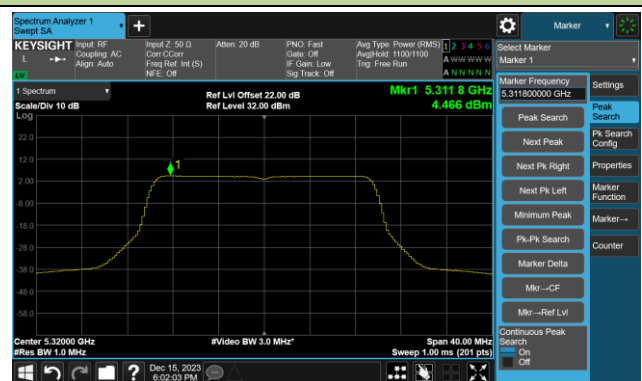 Spectrum Analyzer 1
Swept SA
+
Marker
KEYSIGHT
L
LV
Input: RF
Coupling: AC
Align: Auto
Input Z: 50 Ω
Corr CCorr
Freq Ref: Int (S)
NFE: Off
Atten: 20 dB
PNO: Fast
Gate: Off
IF Gain: Low
Sig Track: Off
Avg Type: Power (RMS)
Avg|Hold: 1100/1100
Trig: Free Run
1 2 3 4 5 6
A W W W W W
A N N N N N
Select Marker
Marker 1
1 Spectrum
Scale/Div 10 dB
Log
Ref Lvl Offset 22.00 dB
Ref Level 32.00 dBm
Mkr1 5.311 8 GHz
4.466 dBm
1
22.0
12.0
2.00
-8.00
-18.0
-28.0
-38.0
-48.0
-58.0
Center 5.32000 GHz
#Res BW 1.0 MHz
#Video BW 3.0 MHz*
Span 40.00 MHz
Sweep 1.00 ms (201 pts)
Marker Frequency
5.311800000 GHz
Peak Search
Next Peak
Next Pk Right
Next Pk Left
Minimum Peak
Pk-Pk Search
Marker Delta
Mkr→CF
Mkr→Ref Lvl
Continuous Peak
Search
On
Off
Settings
Peak
Search
Pk Search
Config
Properties
Marker
Function
Marker→
Counter
?
Dec 15, 2023
6:02:03 PM